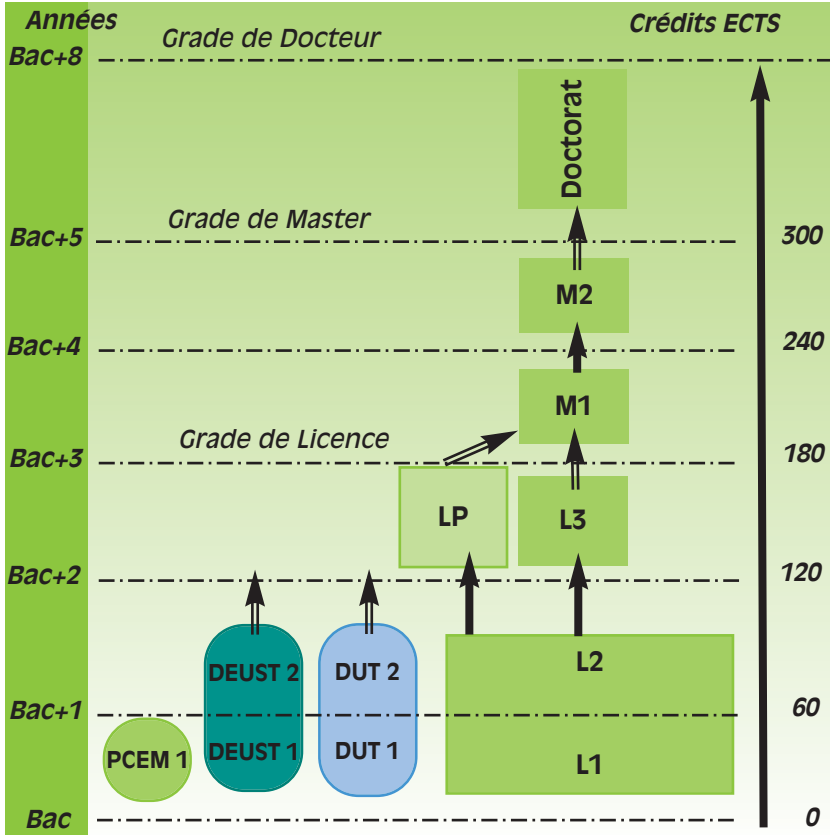 Années
Crédits ECTS
Grade de Docteur
Bac+8
Doctorat
Grade de Master
Bac+5
300
M2
Bac+4
240
M1
Grade de Licence
Bac+3
180
LP
L3
Bac+2
120
DEUST 2
DUT 2
L2
Bac+1
60
PCEM 1
DEUST 1
DUT 1
L1
Bac
0